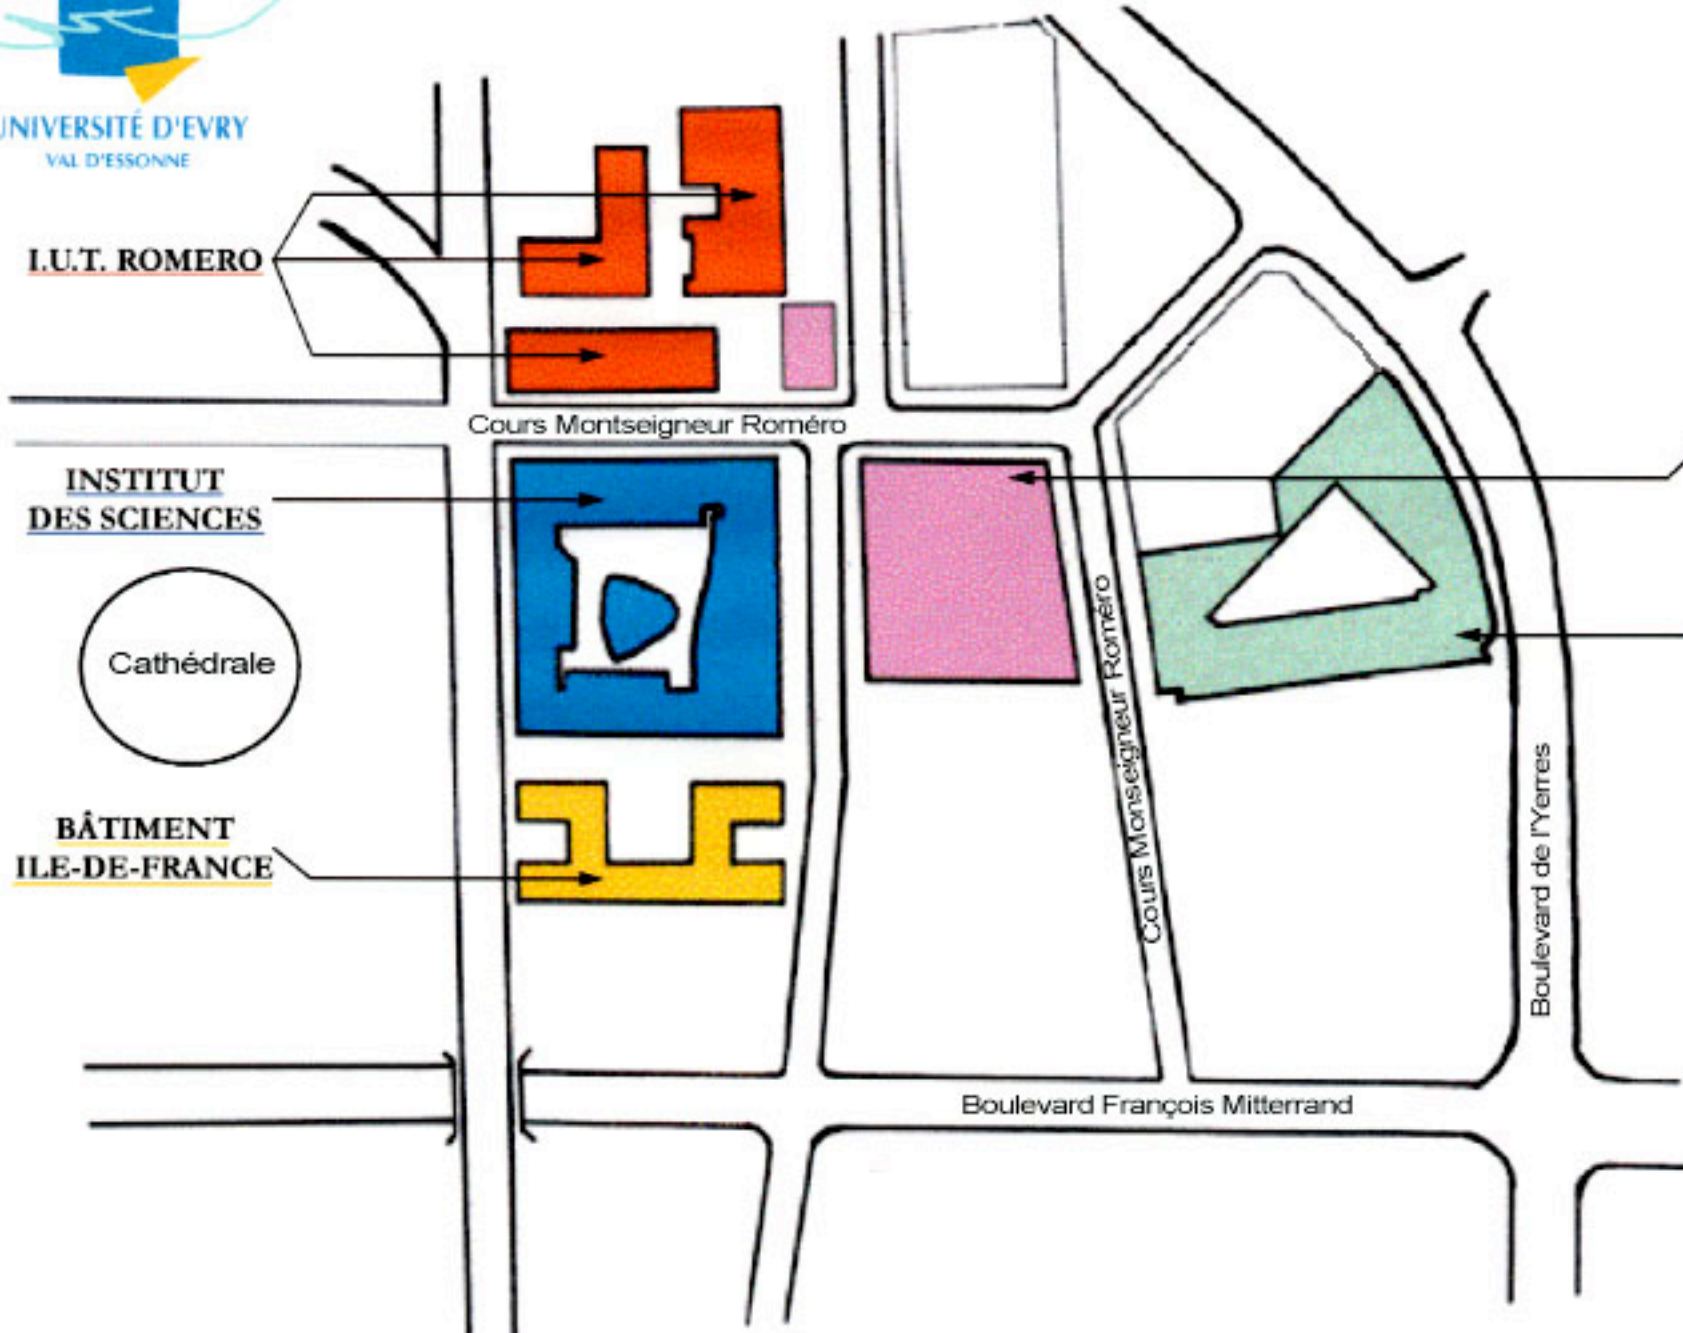 UNIVERSITÉ D'EVRY
VAL D'ESSONNE
I.U.T. ROMERO
Cours Montseigneur Roméro
INSTITUT
DES SCIENCES
Cathédrale
Cours Monseigneur Roméro
BÂTIMENT
ILE-DE-FRANCE
Boulevard de l'Yerres
Boulevard François Mitterrand